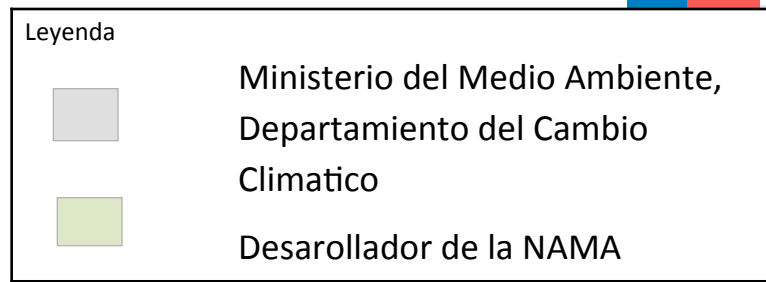 Leyenda
Ministerio del Medio Ambiente,
Departamento del Cambio
Climatico
Desarollador de la NAMA